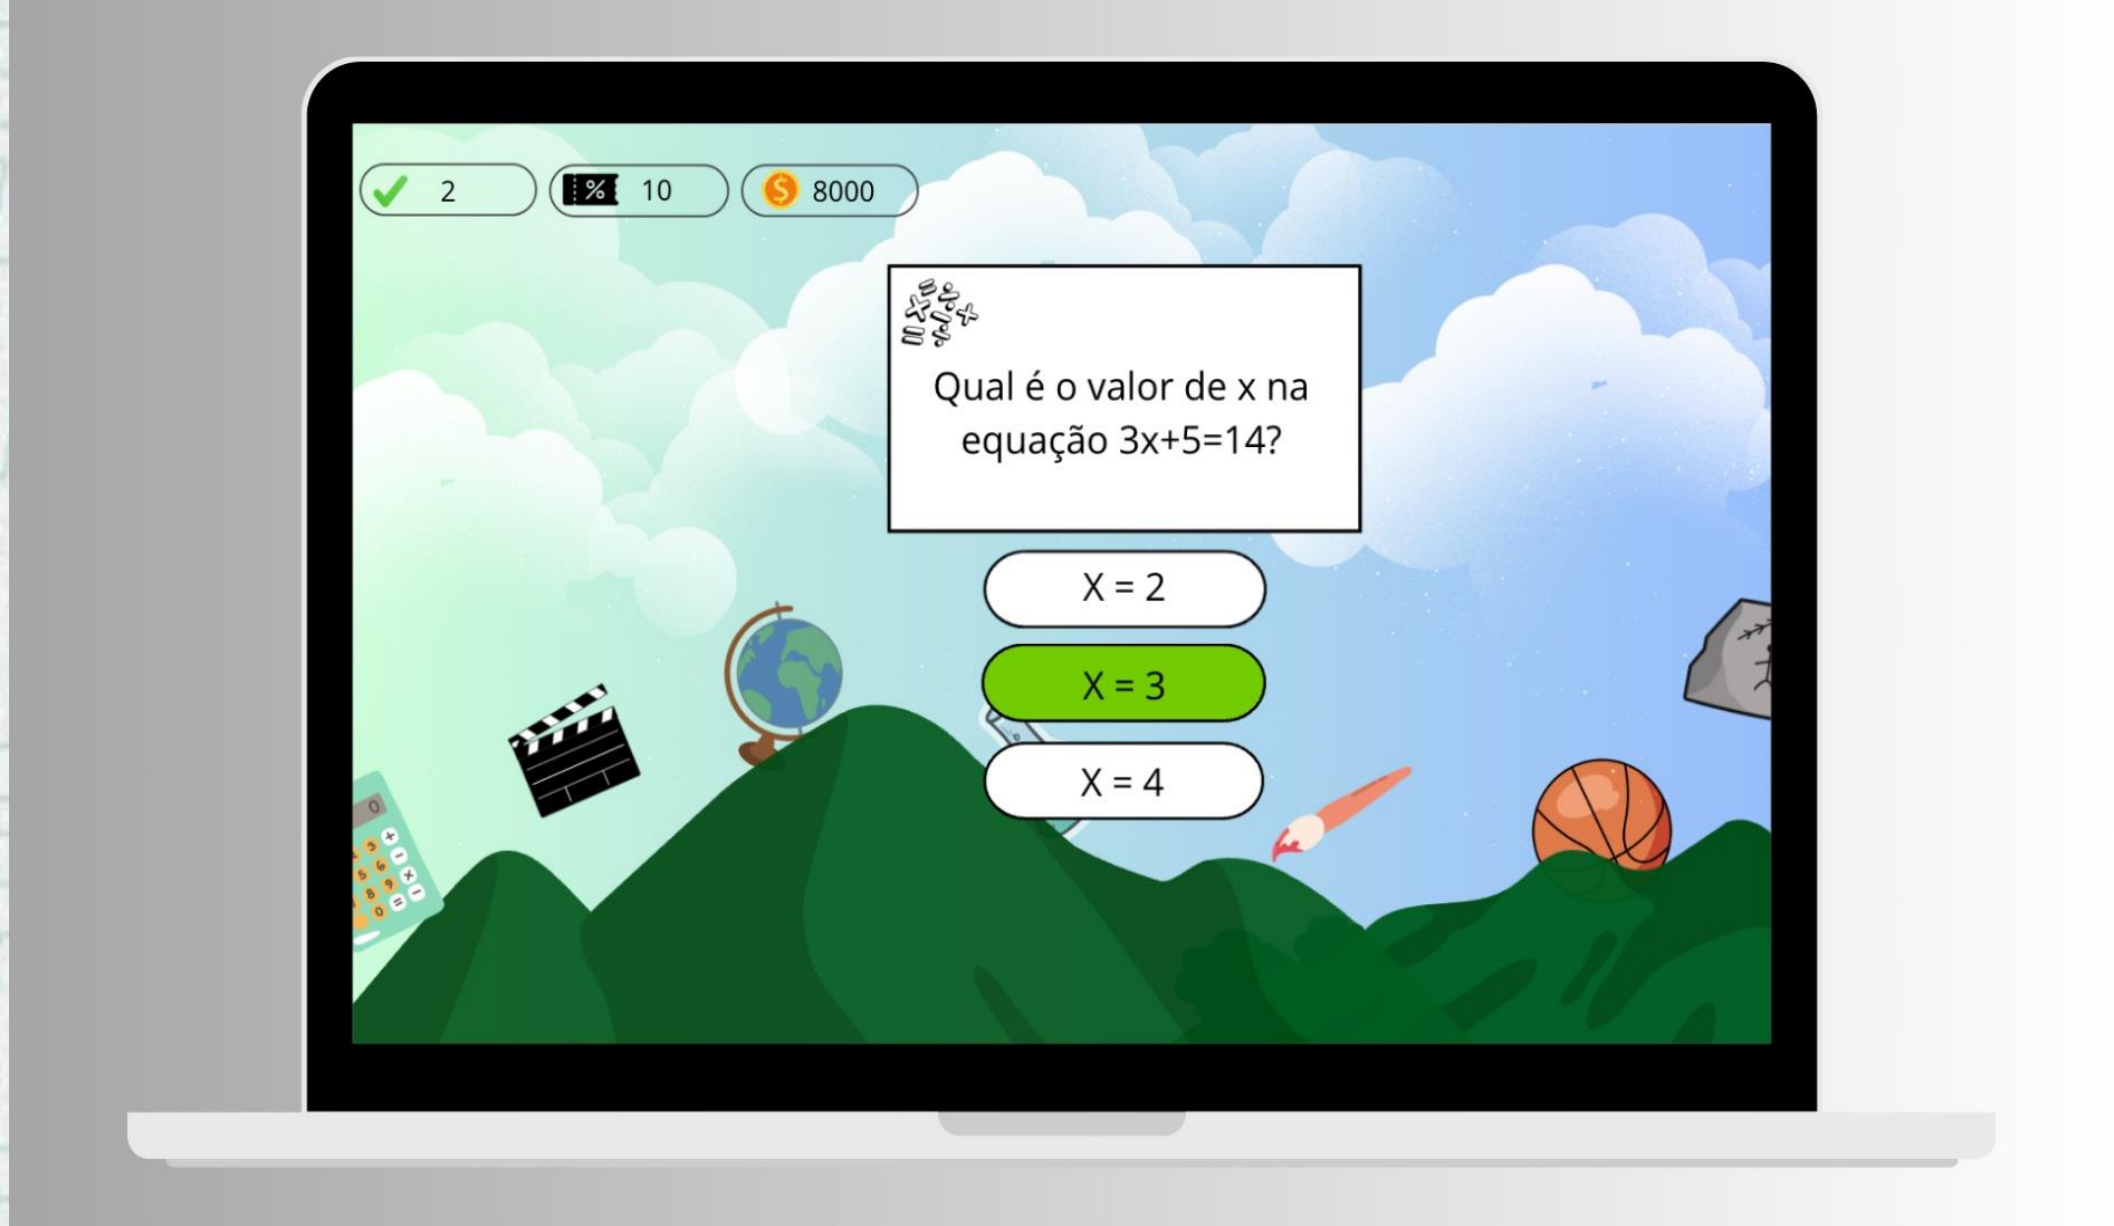 2
10
8000
Qual é o valor de x na
equação 3x+5=14?
X = 2
X = 3
X = 4